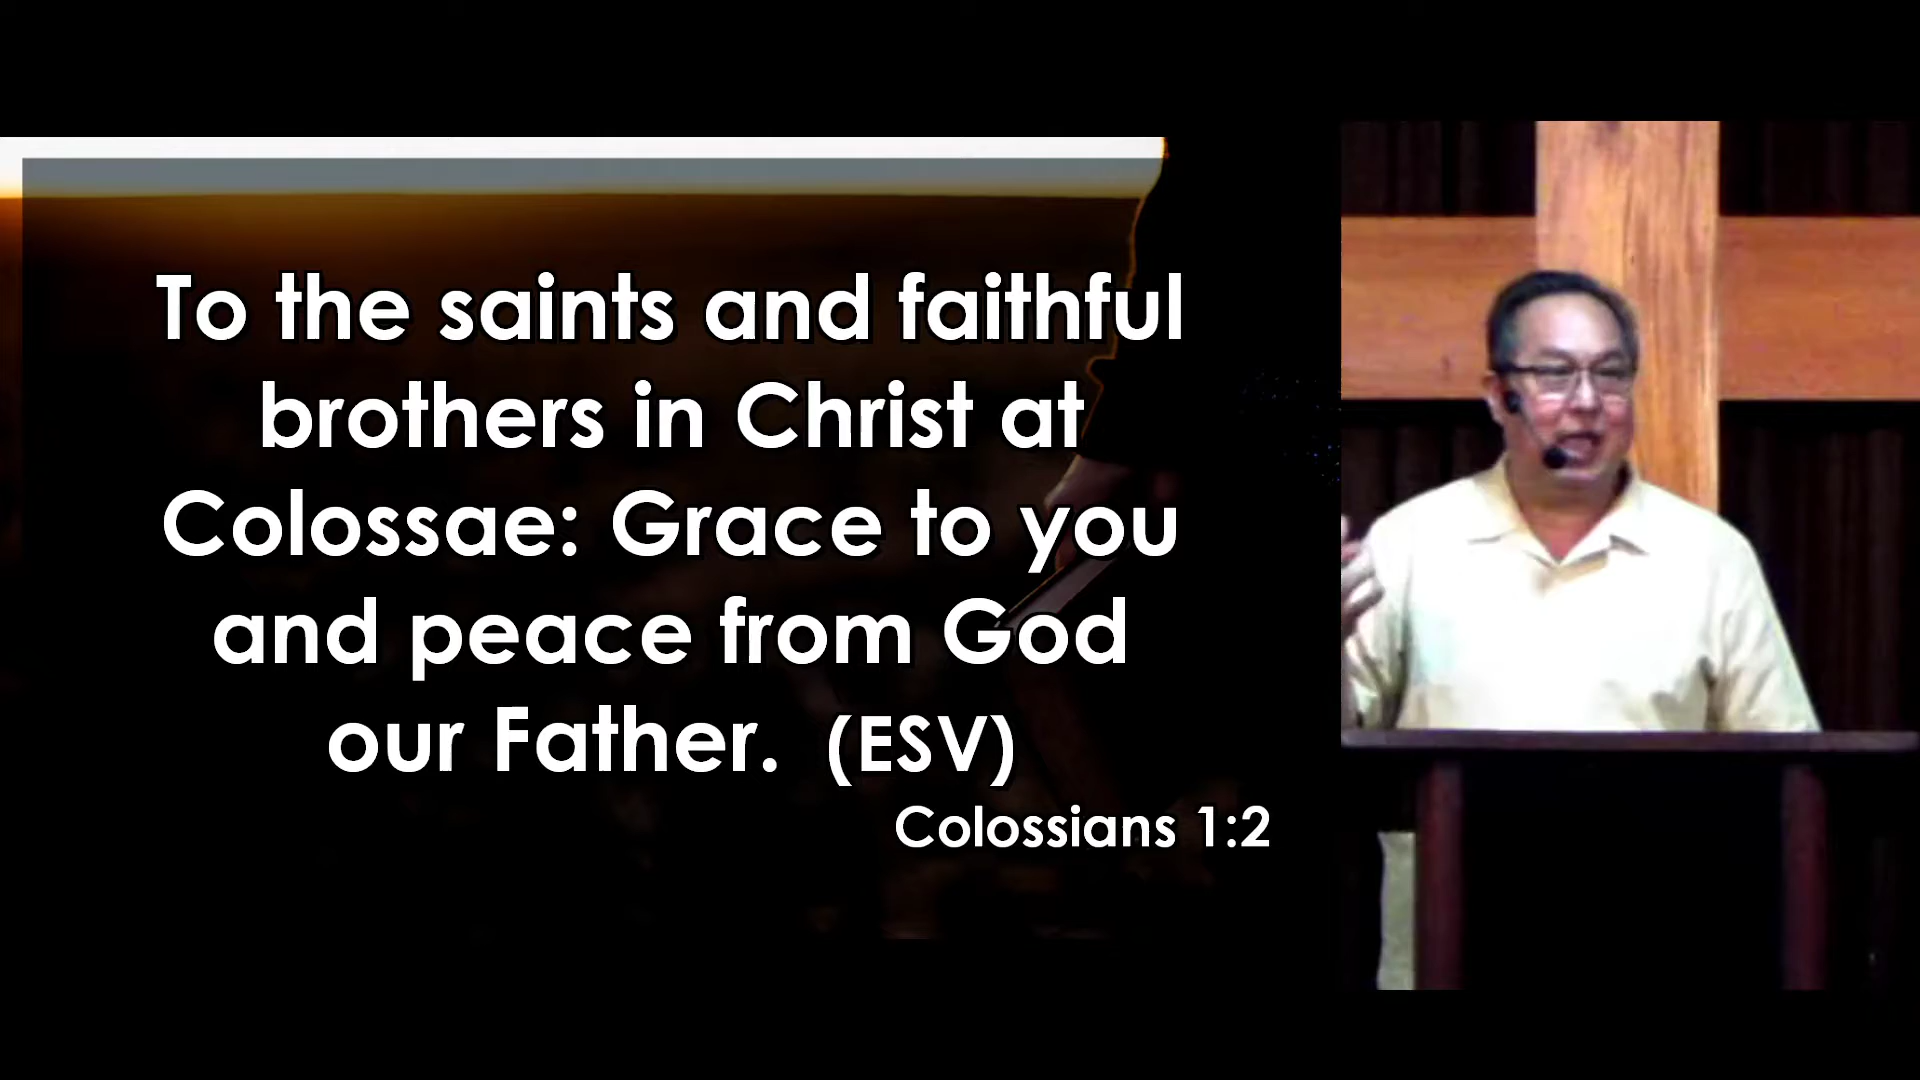 To the saints and faithful
brothers in Christ at
Colossae: Grace to you
and peace from God
our Father. (ESV)
Colossians 1:2